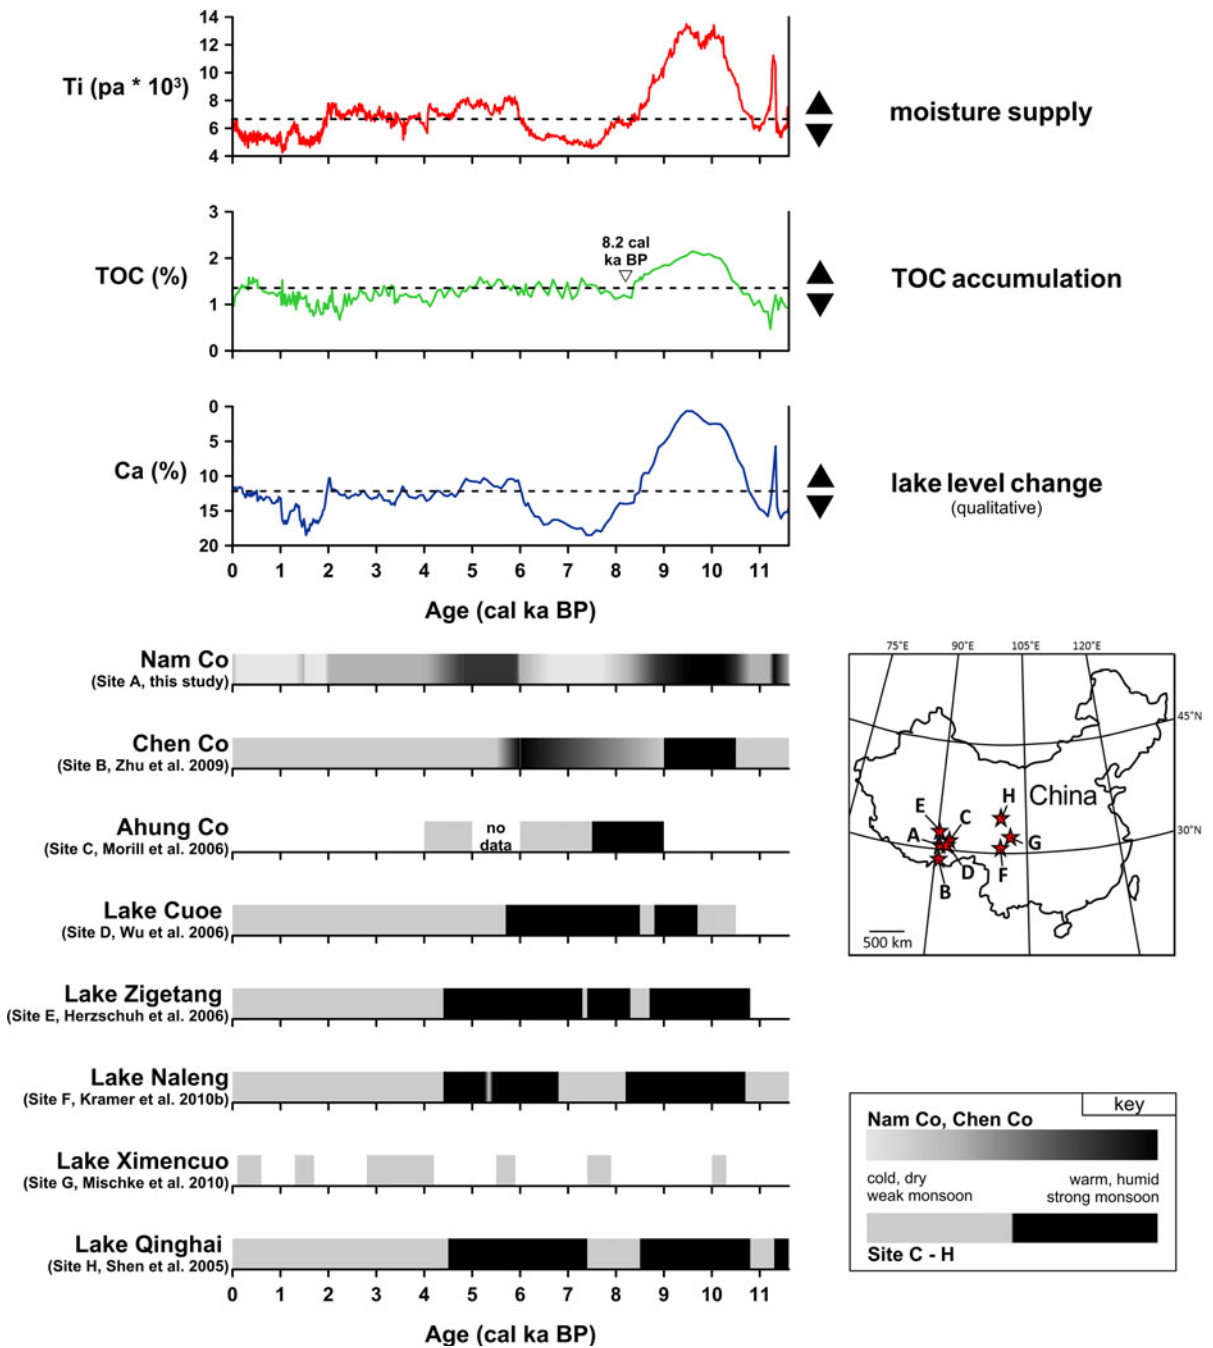 14
12
10
8
6
4
Ti (pa * 10³)
moisture supply
3
2
1
0
TOC (%)
8.2 cal
ka BP
TOC accumulation
0
5
10
15
20
Ca (%)
lake level change
(qualitative)
0 1 2 3 4 5 6 7 8 9 10 11
Age (cal ka BP)
Nam Co
(Site A, this study)
Chen Co
(Site B, Zhu et al. 2009)
Ahung Co
(Site C, Morill et al. 2006)
no
data
Lake Cuoe
(Site D, Wu et al. 2006)
Lake Zigetang
(Site E, Herzschuh et al. 2006)
Lake Naleng
(Site F, Kramer et al. 2010b)
Lake Ximencuo
(Site G, Mischke et al. 2010)
Lake Qinghai
(Site H, Shen et al. 2005)
0 1 2 3 4 5 6 7 8 9 10 11
Age (cal ka BP)
75°E 90°E 105°E 120°E
45°N
30°N
China
E
C
H
A
G
D
F
B
500 km
key
Nam Co, Chen Co
cold, dry
weak monsoon
warm, humid
strong monsoon
Site C - H